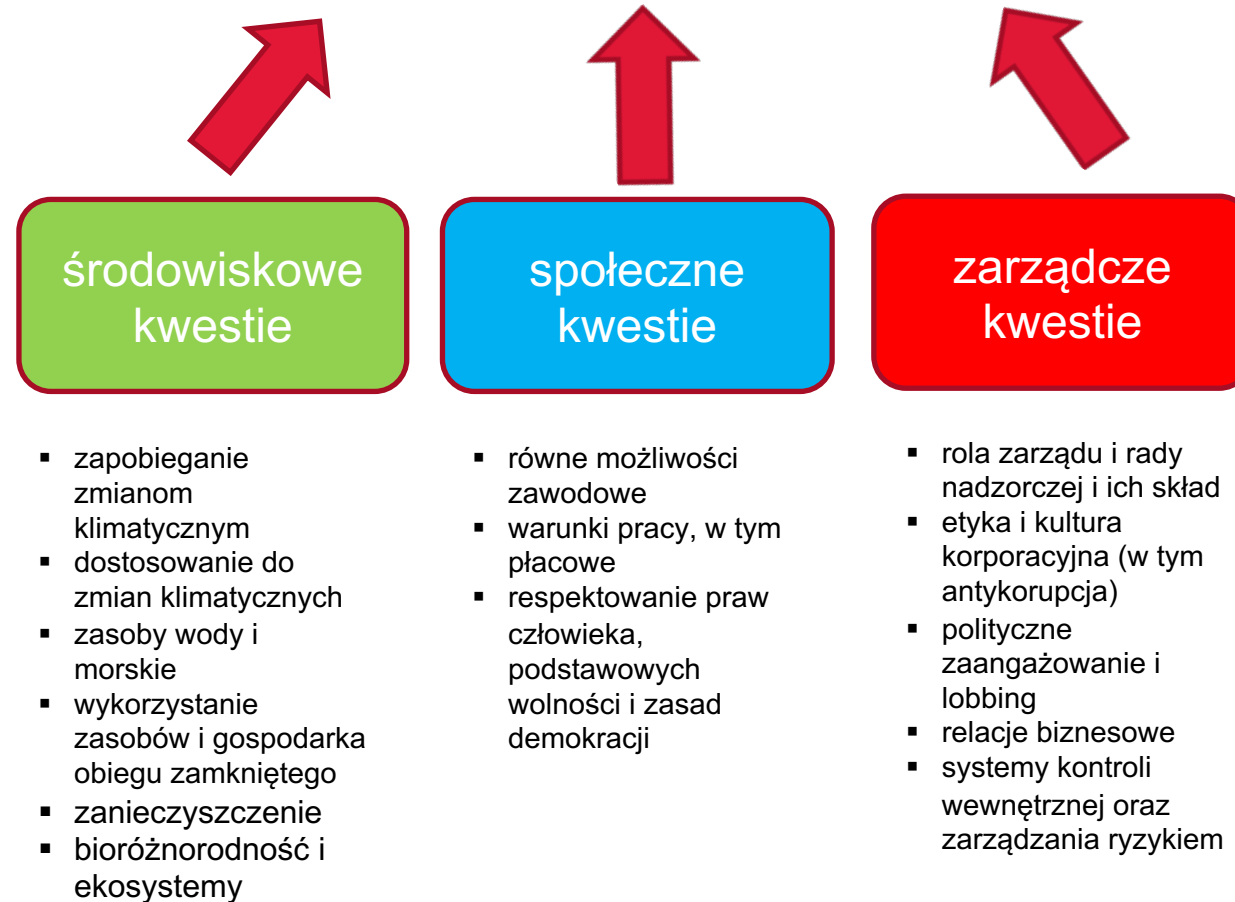 środowiskowe
kwestie
społeczne
kwestie
zarządcze
kwestie
▪ zapobieganie
zmianom
klimatycznym
▪ dostosowanie do
zmian klimatycznych
▪ zasoby wody i
morskie
▪ wykorzystanie
zasobów i gospodarka
obiegu zamkniętego
▪ zanieczyszczenie
▪ bioróżnorodność i
ekosystemy
▪ równe możliwości
zawodowe
▪ warunki pracy, w tym
płacowe
▪ respektowanie praw
człowieka,
podstawowych
wolności i zasad
demokracji
▪ rola zarządu i rady
nadzorczej i ich skład
▪ etyka i kultura
korporacyjna (w tym
antykorupcja)
▪ polityczne
zaangażowanie i
lobbing
▪ relacje biznesowe
▪ systemy kontroli
wewnętrznej oraz
zarządzania ryzykiem